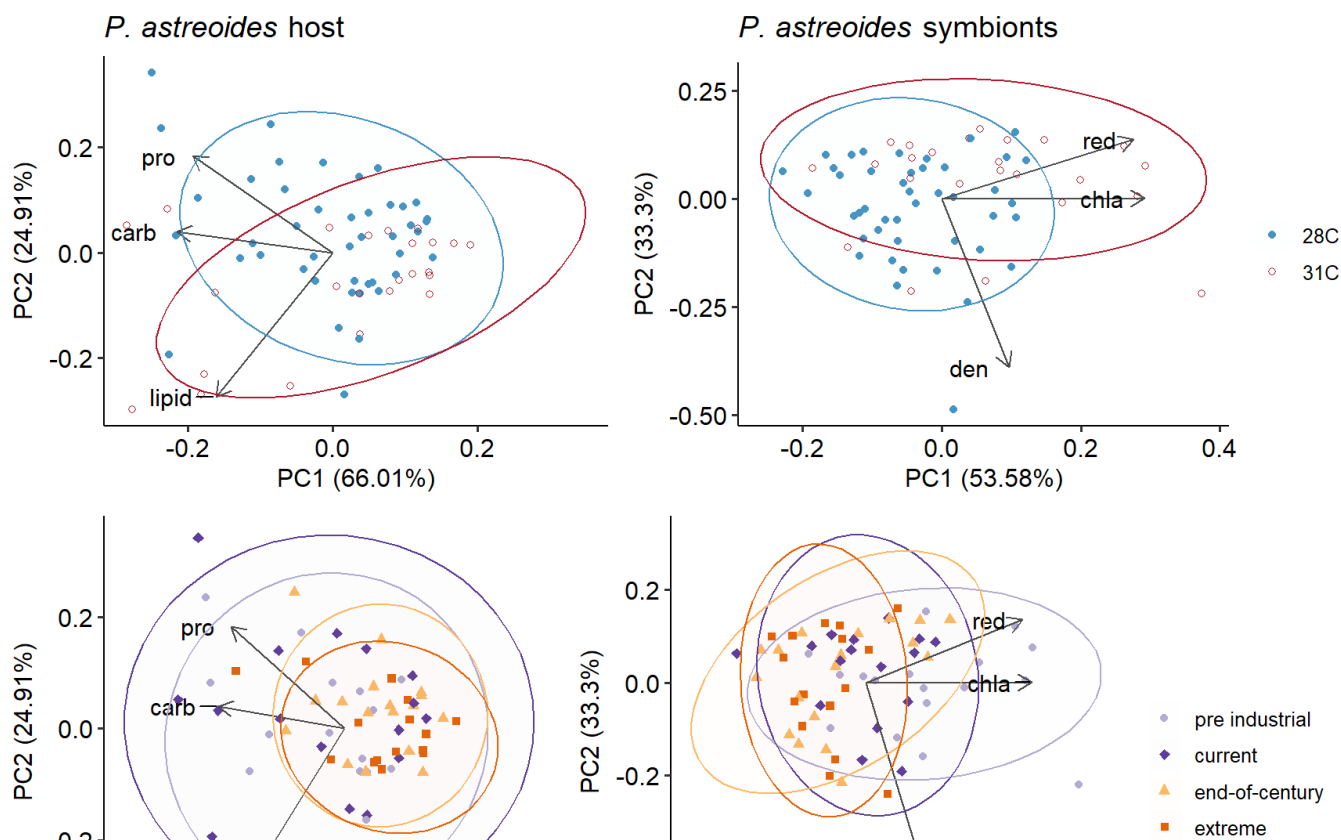 P. astreoides host
P. astreoides symbionts
PC2 (24.91%)
0.2
0.0
-0.2
pro
carb
lipid
-0.2
0.0
0.2
PC1 (66.01%)
PC2 (33.3%)
0.25
0.00
-0.25
-0.50
red
chla
den
-0.2
0.0
0.2
0.4
PC1 (53.58%)
28C
31C
PC2 (24.91%)
0.2
0.0
0.2
pro
carb
PC2 (33.3%)
0.2
0.0
-0.2
red
chla
pre industrial
current
end-of-century
extreme